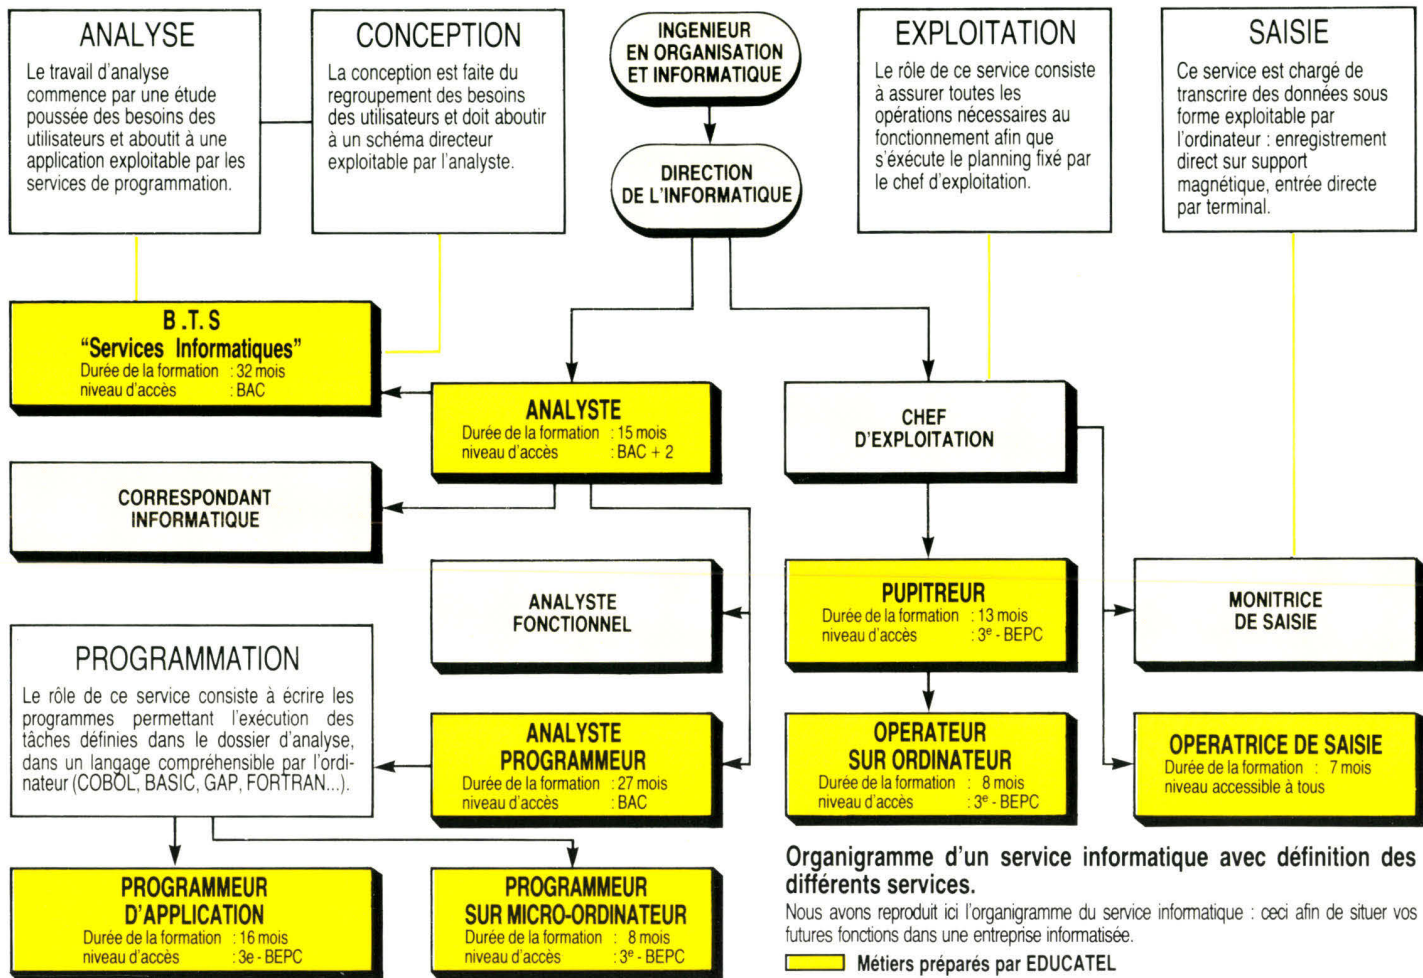 ANALYSE
Le travail d'analyse
commence par une étude
poussée des besoins des
utilisateurs et aboutit à une
application exploitable par les
services de programmation.
CONCEPTION
La conception est faite du
regroupement des besoins
des utilisateurs et doit aboutir
à un schéma directeur
exploitable par l'analyste.
INGENIEUR
EN ORGANISATION
ET INFORMATIQUE
DIRECTION
DE L'INFORMATIQUE
EXPLOITATION
Le rôle de ce service consiste
à assurer toutes les
opérations nécessaires au
fonctionnement afin que
s'éxécute le planning fixé par
le chef d'exploitation.
SAISIE
Ce service est chargé de
transcrire des données sous
forme exploitable par
l'ordinateur : enregistrement
direct sur support
magnétique, entrée directe
par terminal.
B.T.S
"Services Informatiques"
Durée de la formation : 32 mois
niveau d'accès : BAC
ANALYSTE
Durée de la formation : 15 mois
niveau d'accès : BAC + 2
CHEF
D'EXPLOITATION
CORRESPONDANT
INFORMATIQUE
ANALYSTE
FONCTIONNEL
PUPITREUR
Durée de la formation : 13 mois
niveau d'accès : 3e - BEPC
MONITRICE
DE SAISIE
PROGRAMMATION
Le rôle de ce service consiste à écrire les
programmes permettant l'exécution des
tâches définies dans le dossier d'analyse,
dans un langage compréhensible par l'ordi-
nateur (COBOL, BASIC, GAP, FORTRAN...).
ANALYSTE
PROGRAMMEUR
Durée de la formation : 27 mois
niveau d'accès : BAC
OPERATEUR
SUR ORDINATEUR
Durée de la formation : 8 mois
niveau d'accès : 3e - BEPC
OPERATRICE DE SAISIE
Durée de la formation : 7 mois
niveau accessible à tous
PROGRAMMEUR
D'APPLICATION
Durée de la formation : 16 mois
niveau d'accès : 3e - BEPC
PROGRAMMEUR
SUR MICRO-ORDINATEUR
Durée de la formation : 8 mois
niveau d'accès : 3e - BEPC
Organigramme d'un service informatique avec définition des
différents services.
Nous avons reproduit ici l'organigramme du service informatique : ceci afin de situer vos
futures fonctions dans une entreprise informatisée.
Métiers préparés par EDUCATEL